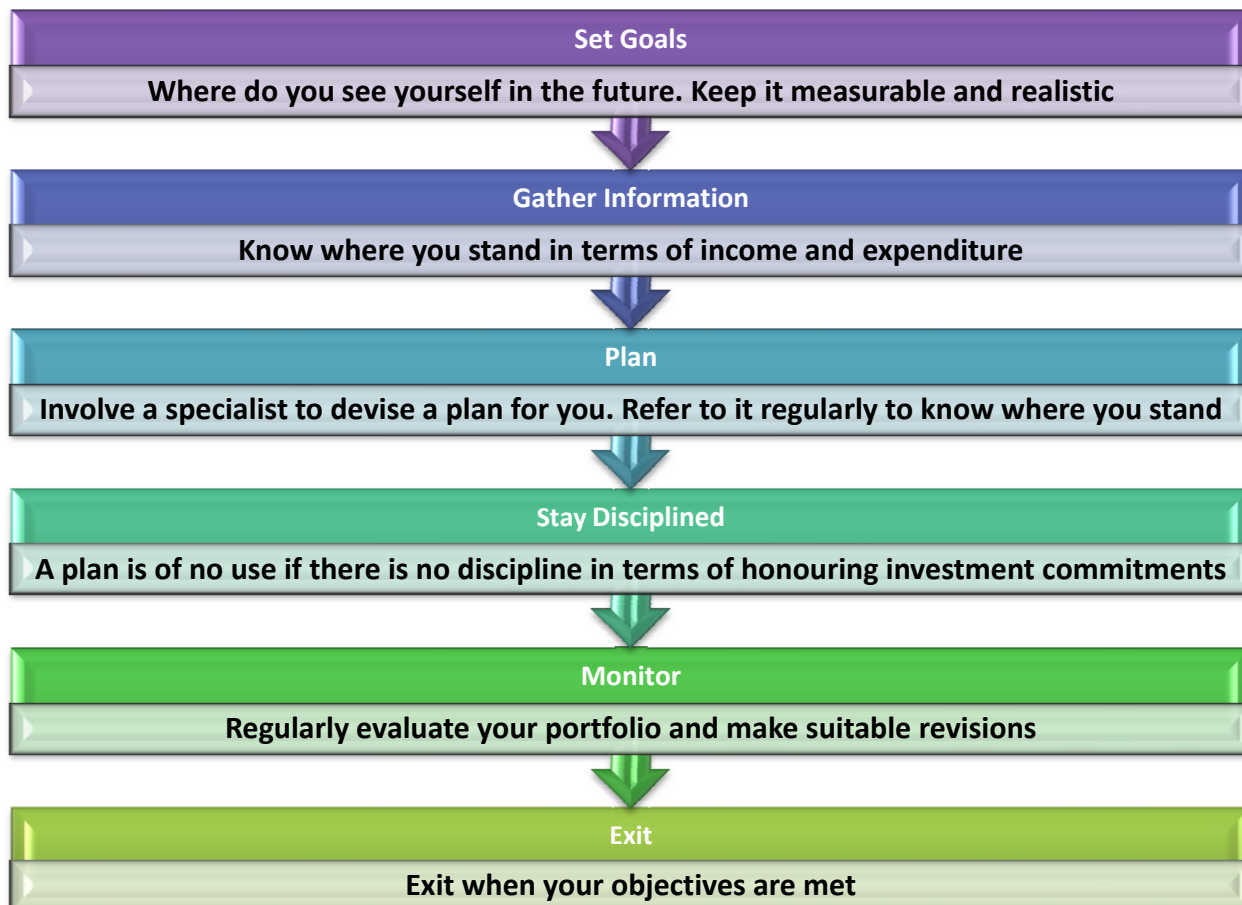 Set Goals
Where do you see yourself in the future. Keep it measurable and realistic
Gather Information
Know where you stand in terms of income and expenditure
Plan
Involve a specialist to devise a plan for you. Refer to it regularly to know where you stand
Stay Disciplined
A plan is of no use if there is no discipline in terms of honouring investment commitments
Monitor
Regularly evaluate your portfolio and make suitable revisions
Exit
Exit when your objectives are met